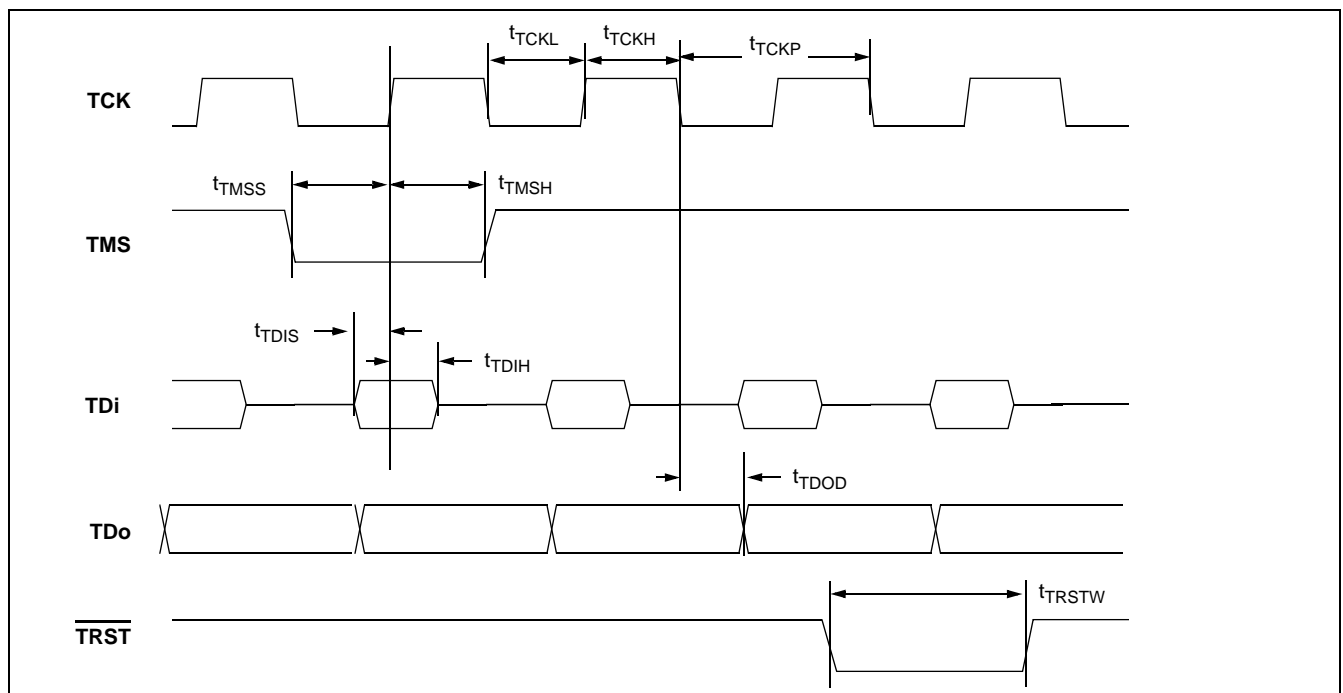 tTCKL tTCKH tTCKP
TCK
tTMSS tTMSH
TMS
tTDIS
tTDIH
TDi
tTDOD
TDo
tTRSTW
TRST